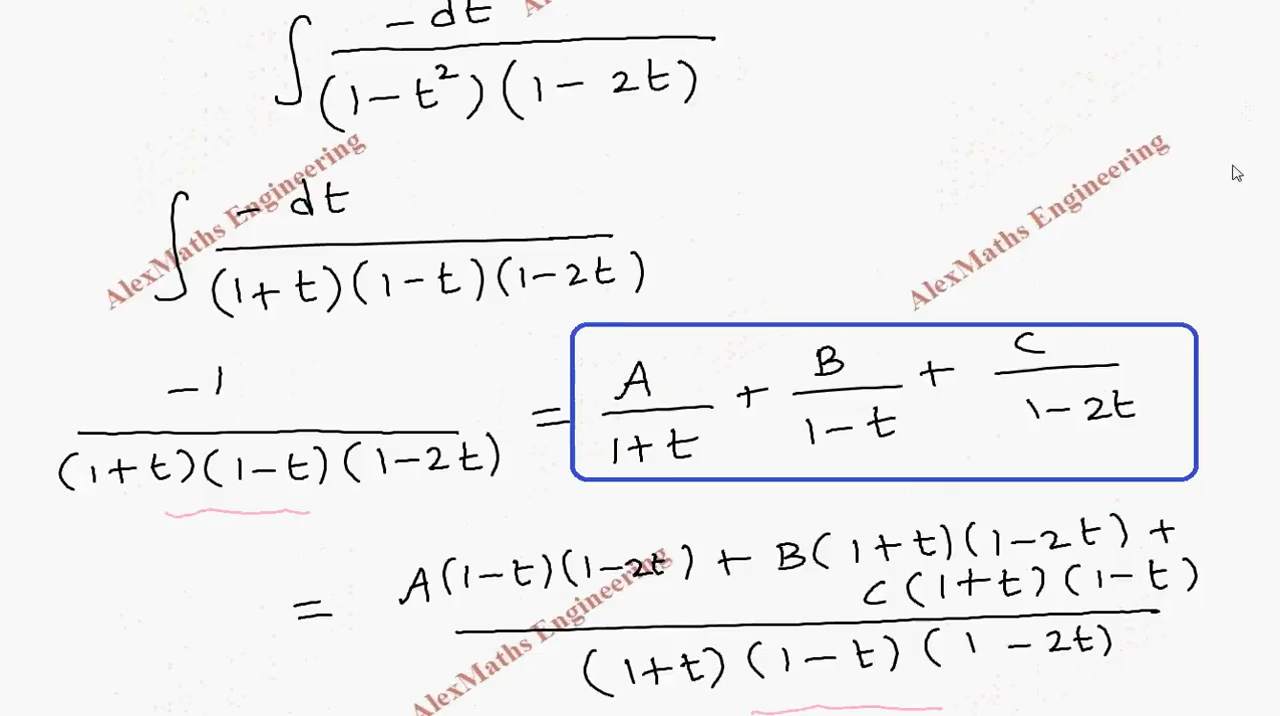 ∫ -dt / (1-t²)(1-2t)
∫ -dt / (1+t)(1-t)(1-2t)
-1 / (1+t)(1-t)(1-2t) = A/1+t + B/1-t + C/1-2t
= A(1-t)(1-2t) + B(1+t)(1-2t) +
C(1+t)(1-t)
/ (1+t)(1-t)(1-2t)
AlexMaths Engineering
AlexMaths Engineering
AlexMaths Engineering